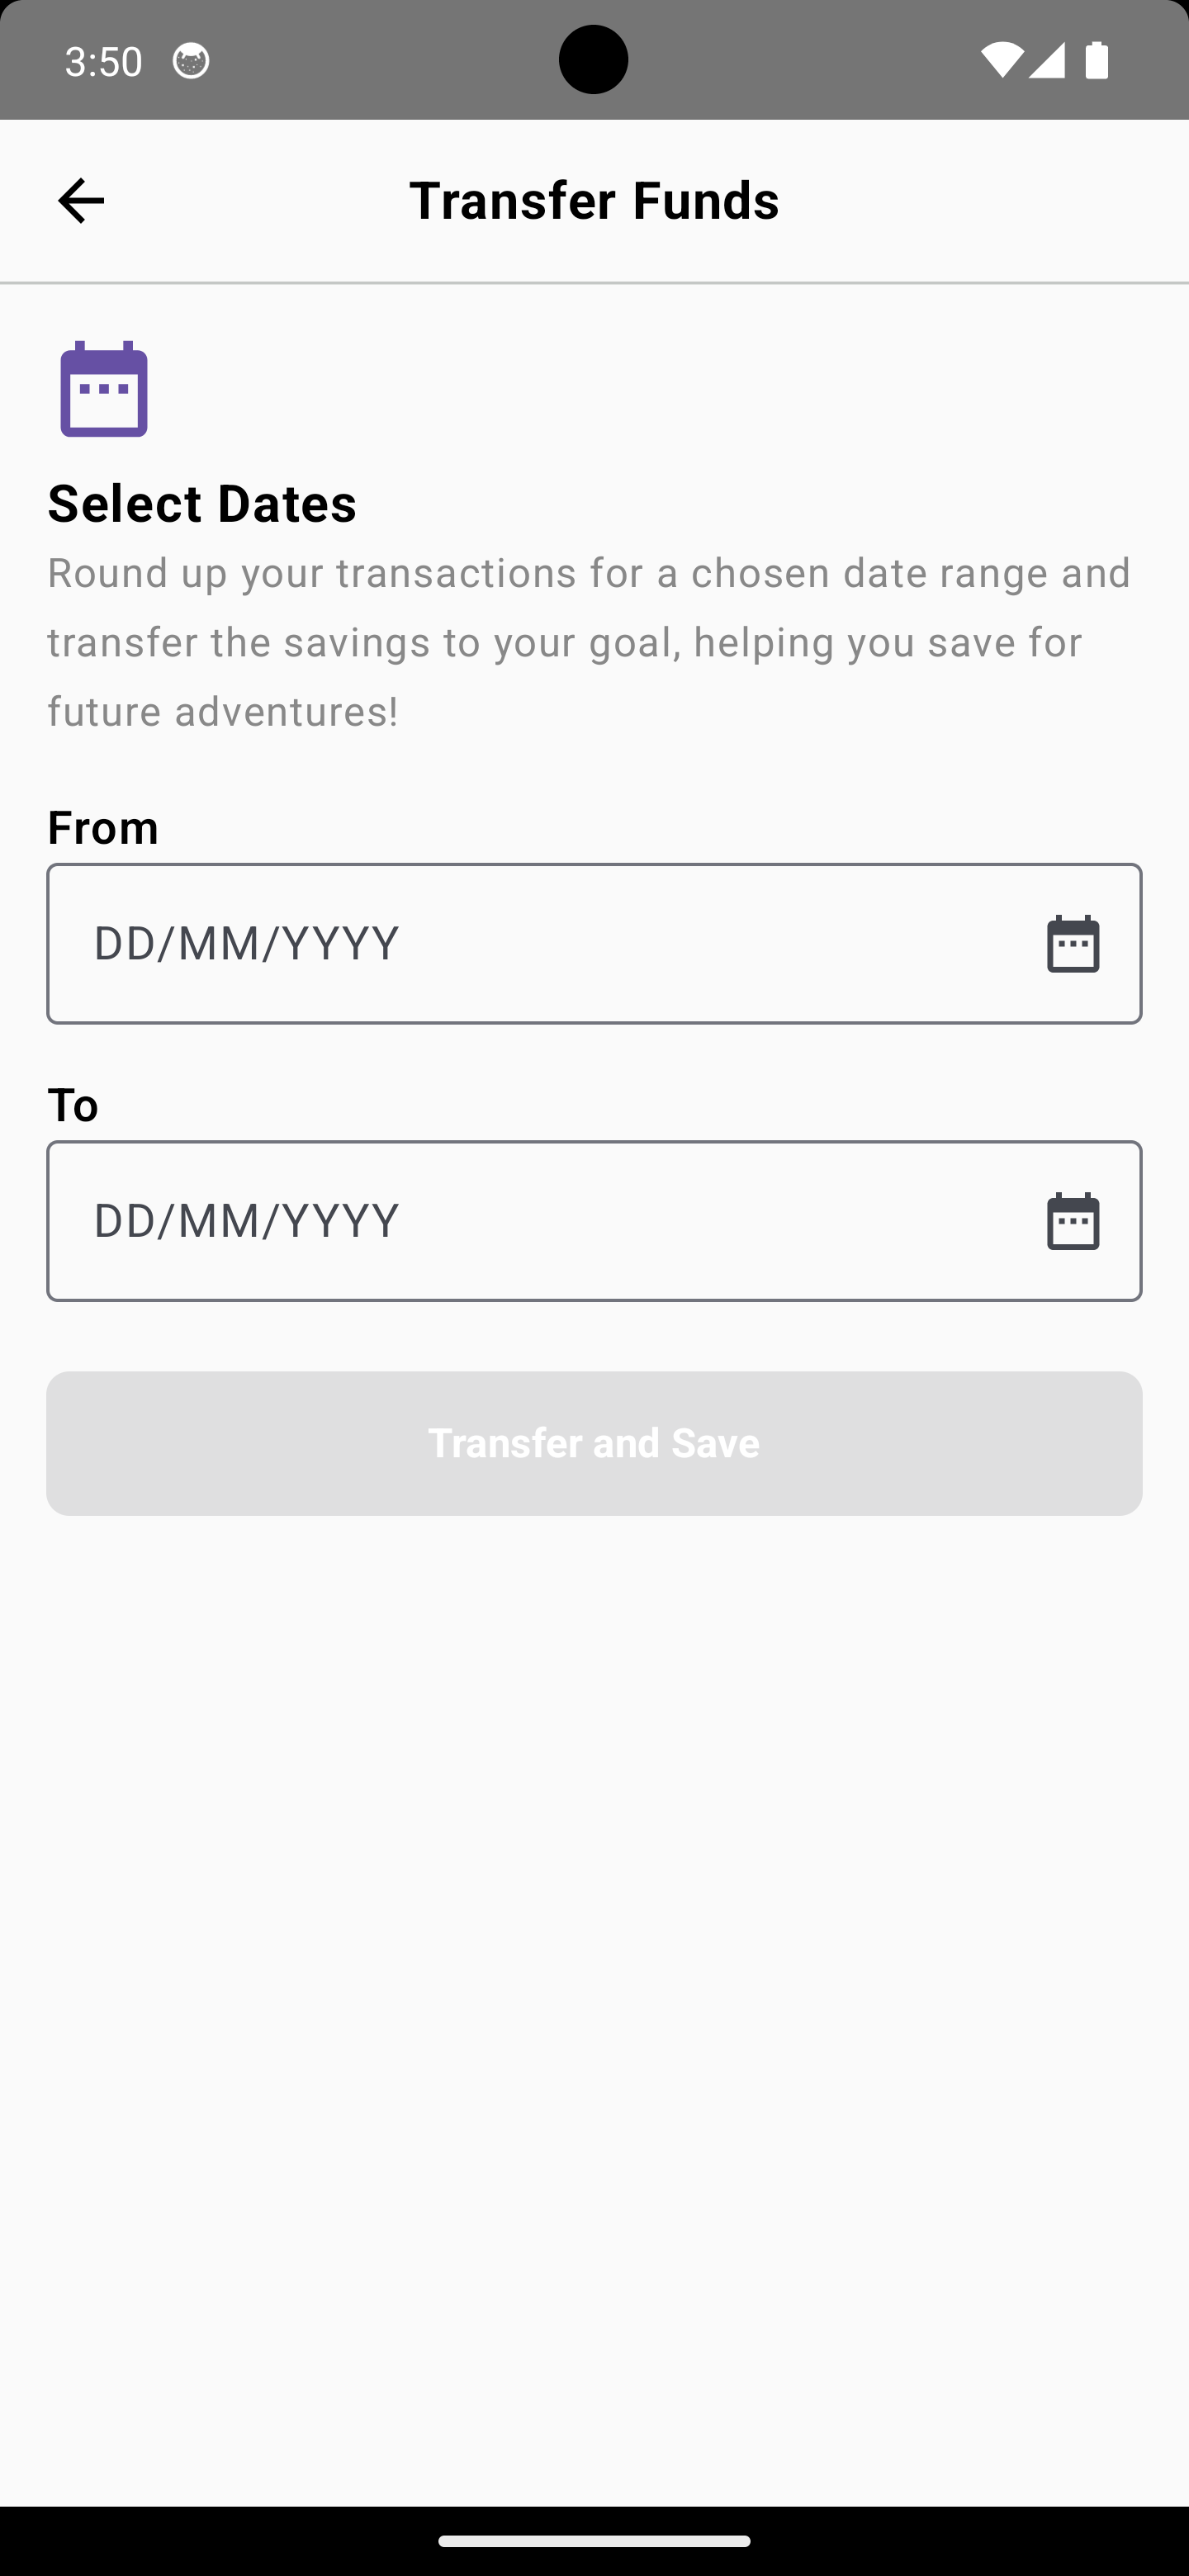 3:50
Transfer Funds
Select Dates
Round up your transactions for a chosen date range and
transfer the savings to your goal, helping you save for
future adventures!
From
DD/MM/YYYY
To
DD/MM/YYYY
Transfer and Save